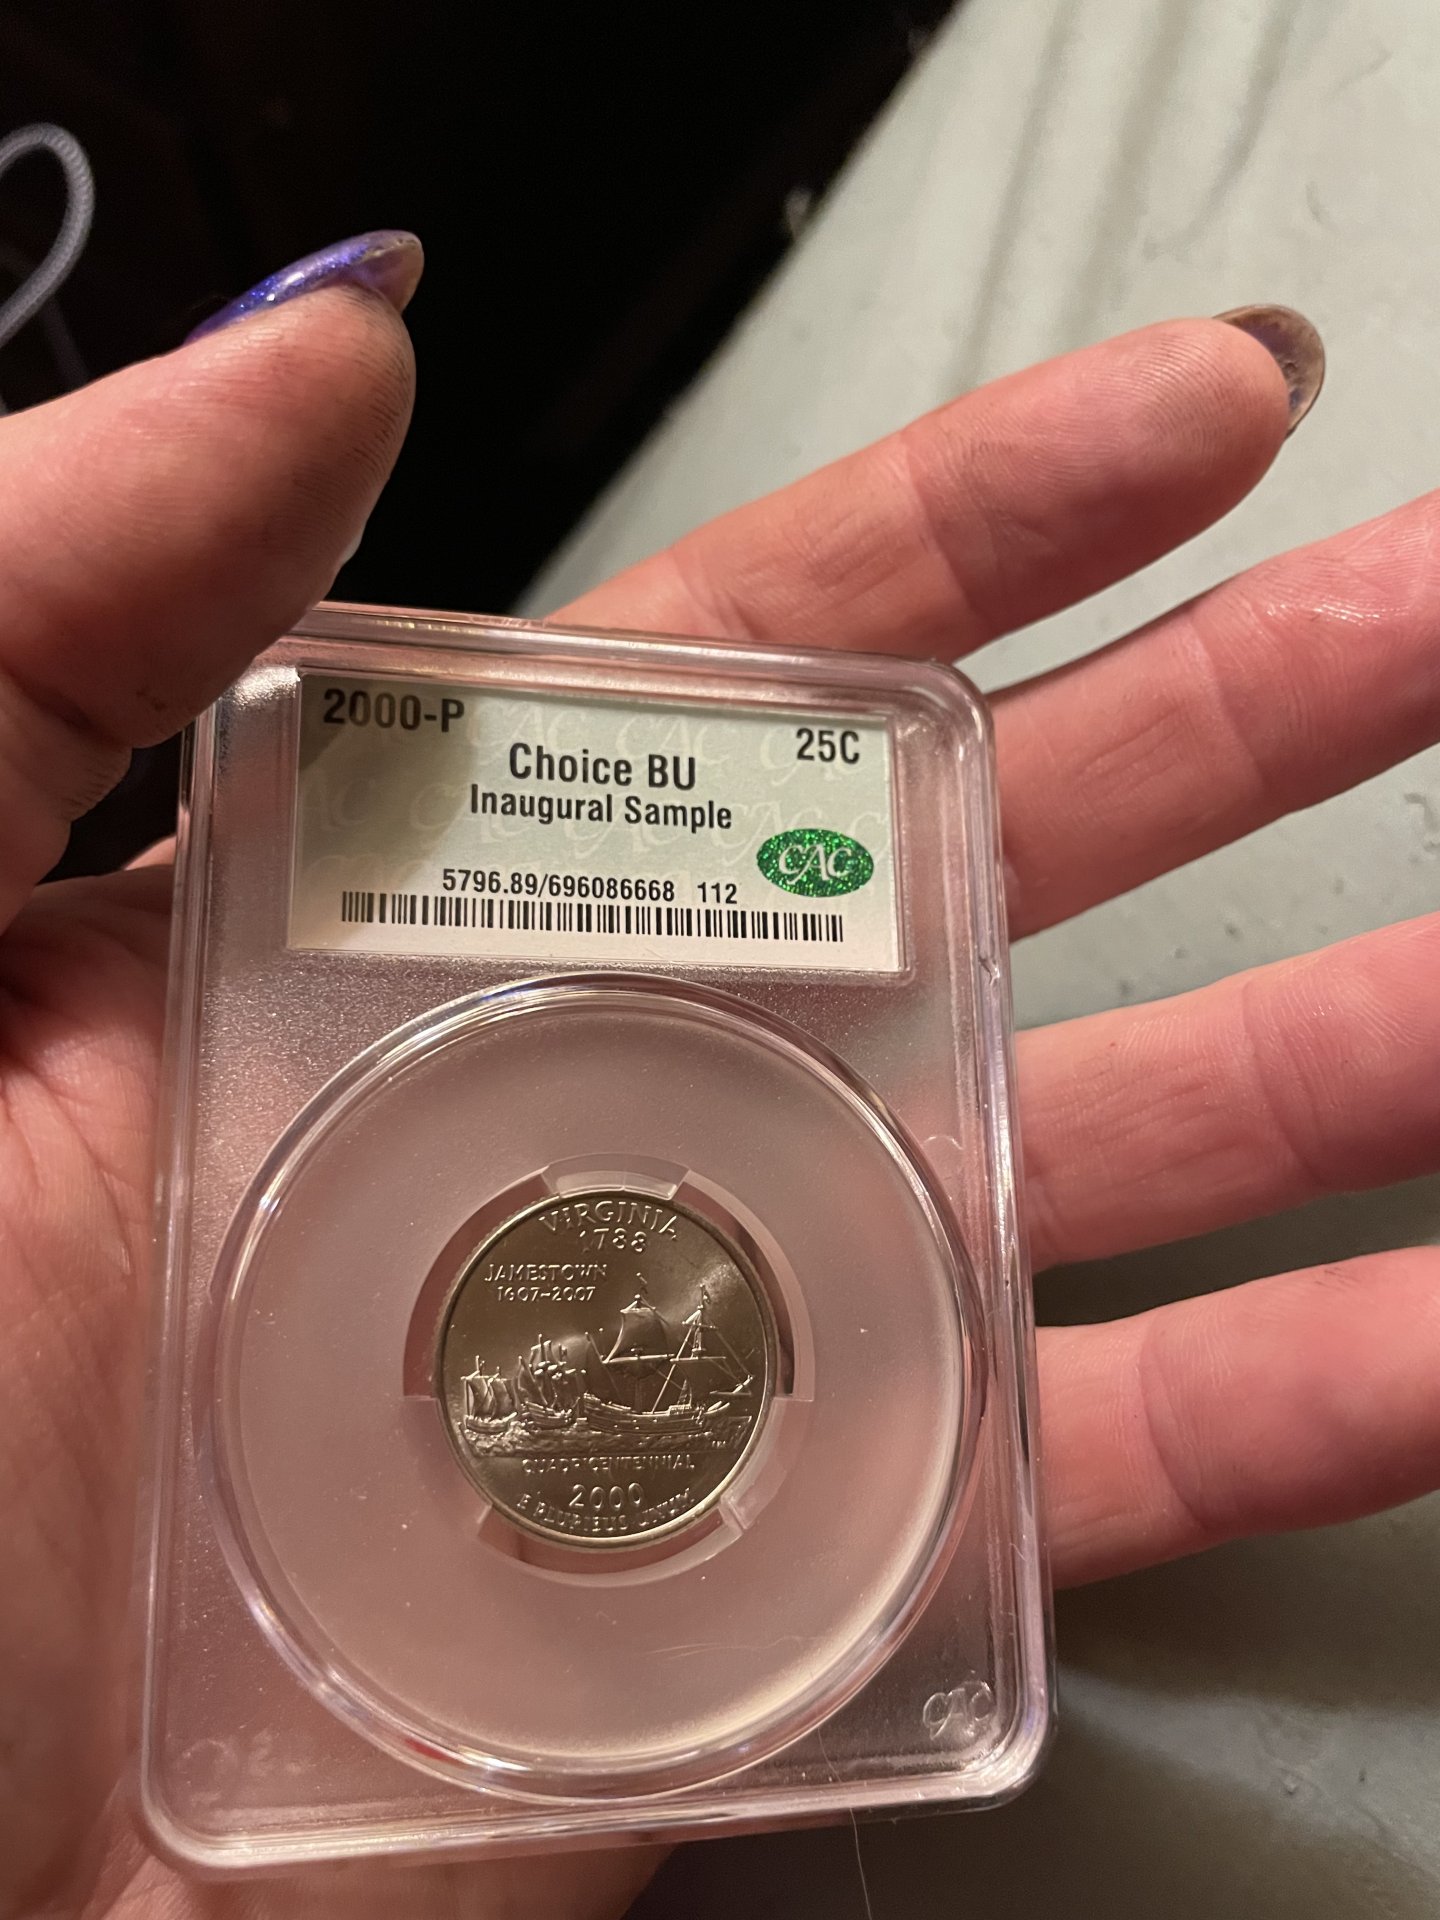 2000-P
25C
Choice BU
Inaugural Sample
CAC
5796.89/696086668 112
VIRGINIA
1788
JAMESTOWN
1607-2007
QUADRICENTENNIAL
2000
E PLURIBUS UNUM
CAC